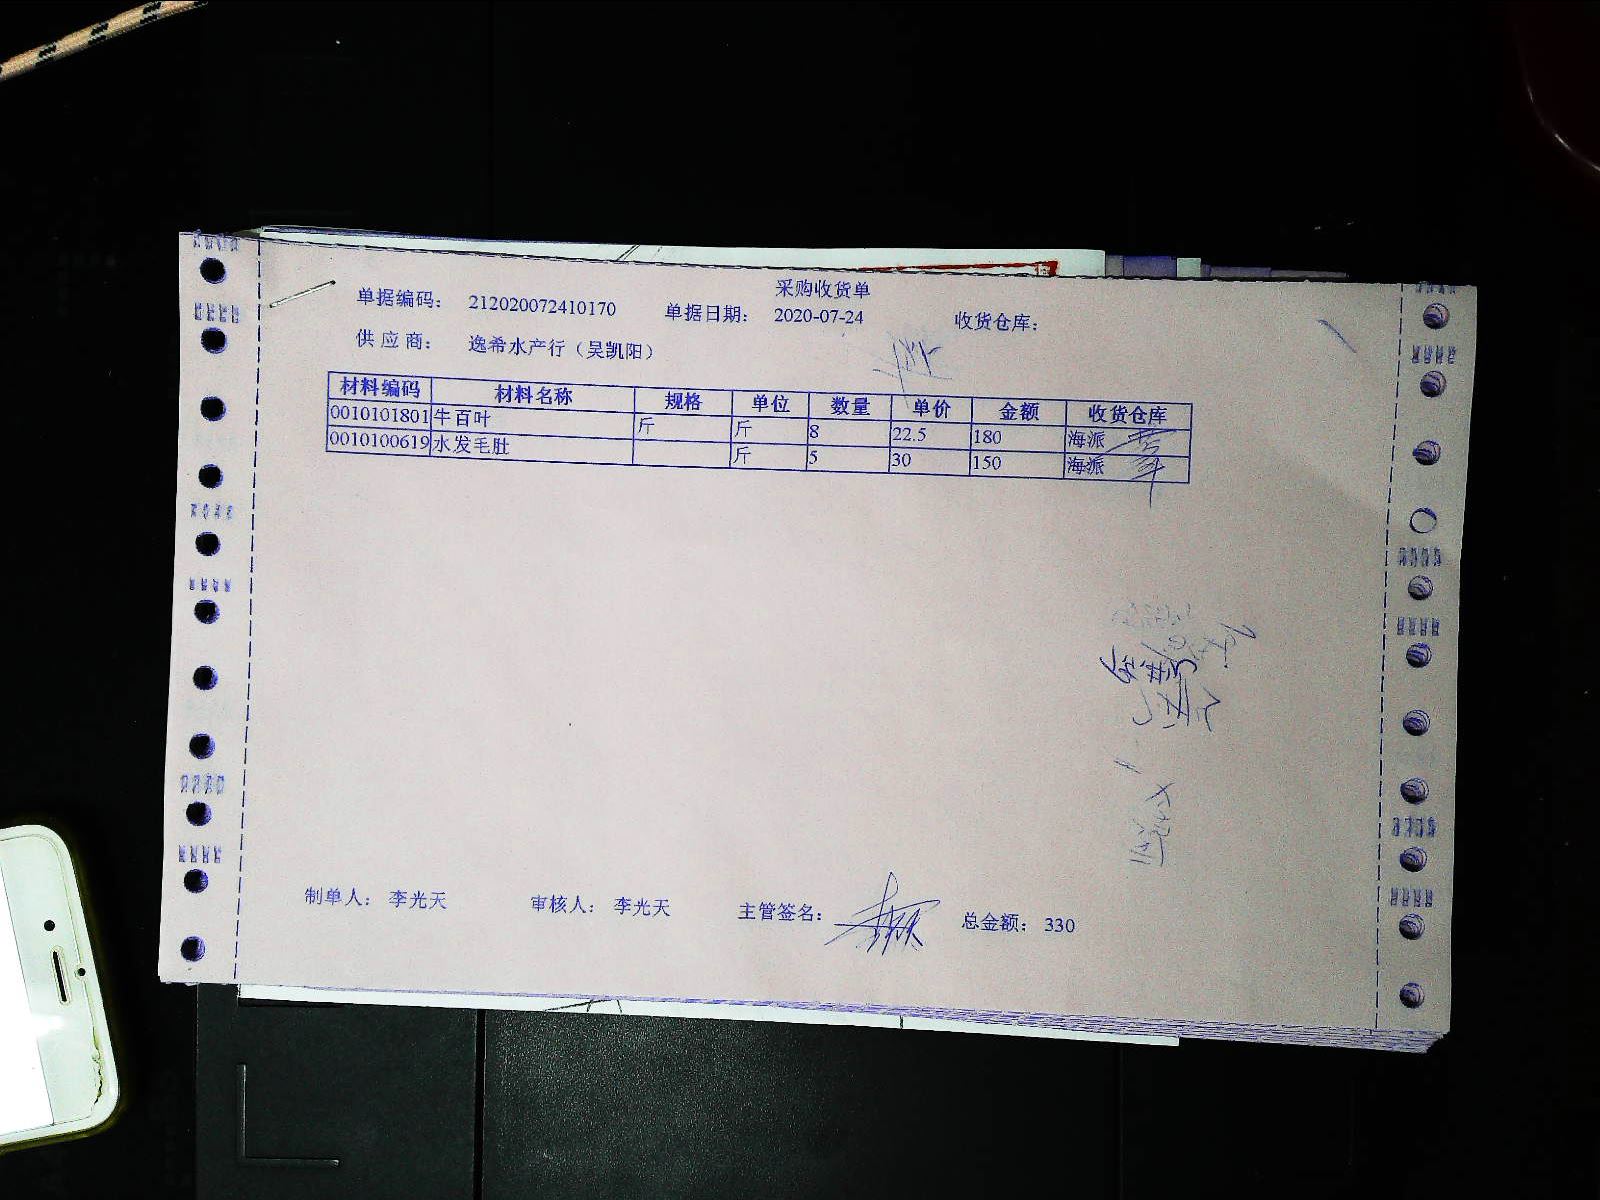 采购收货单
单据编码： 212020072410170 单据日期： 2020-07-24 收货仓库：
供 应 商： 逸希水产行（吴凯阳）
材料编码 材料名称 规格 单位 数量 单价 金额 收货仓库
0010101801 牛百叶 斤 斤 8 22.5 180 海派
0010100619 水发毛肚 斤 5 30 150 海派
制单人： 李光天 审核人： 李光天 主管签名： 总金额： 330